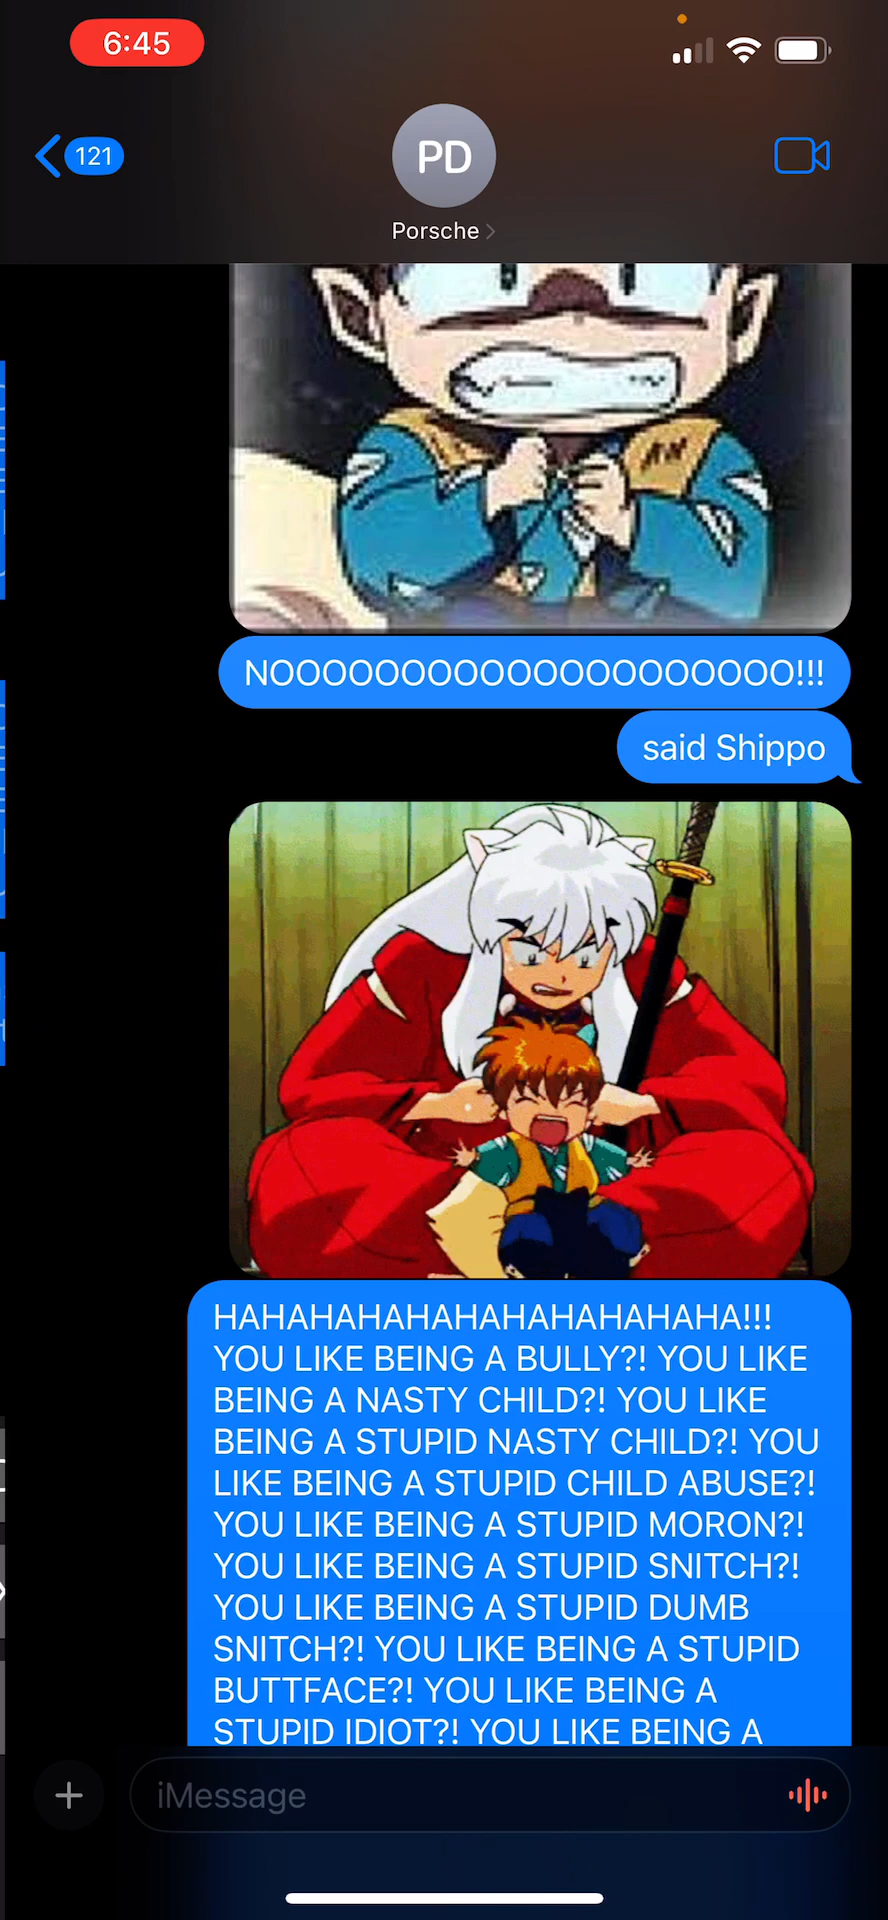 6:45
121
PD
Porsche
NOOOOOOOOOOOOOOOOOOOO!!!
said Shippo
HAHAHAHAHAHAHAHAHAHAHA!!!
YOU LIKE BEING A BULLY?! YOU LIKE
BEING A NASTY CHILD?! YOU LIKE
BEING A STUPID NASTY CHILD?! YOU
LIKE BEING A STUPID CHILD ABUSE?!
YOU LIKE BEING A STUPID MORON?!
YOU LIKE BEING A STUPID SNITCH?!
YOU LIKE BEING A STUPID DUMB
SNITCH?! YOU LIKE BEING A STUPID
BUTTFACE?! YOU LIKE BEING A
STUPID IDIOT?! YOU LIKE BEING A
iMessage